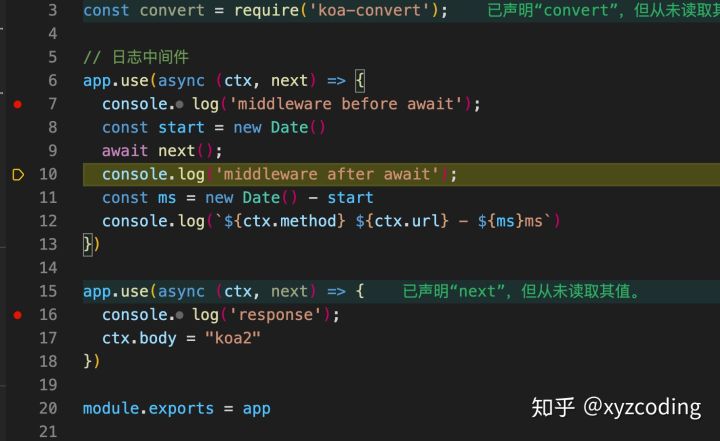 3 const convert = require('koa-convert'); 已声明“convert”，但从未读取其
4
5 // 日志中间件
6 app.use(async (ctx, next) => {
7 console. log('middleware before await');
8 const start = new Date()
9 await next();
10 console.log('middleware after await');
11 const ms = new Date() - start
12 console.log(`${ctx.method} ${ctx.url} - ${ms}ms`)
13 })
14
15 app.use(async (ctx, next) => { 已声明“next”，但从未读取其值。
16 console. log('response');
17 ctx.body = "koa2"
18 })
19
20 module.exports = app
21
知乎 @xyzcoding